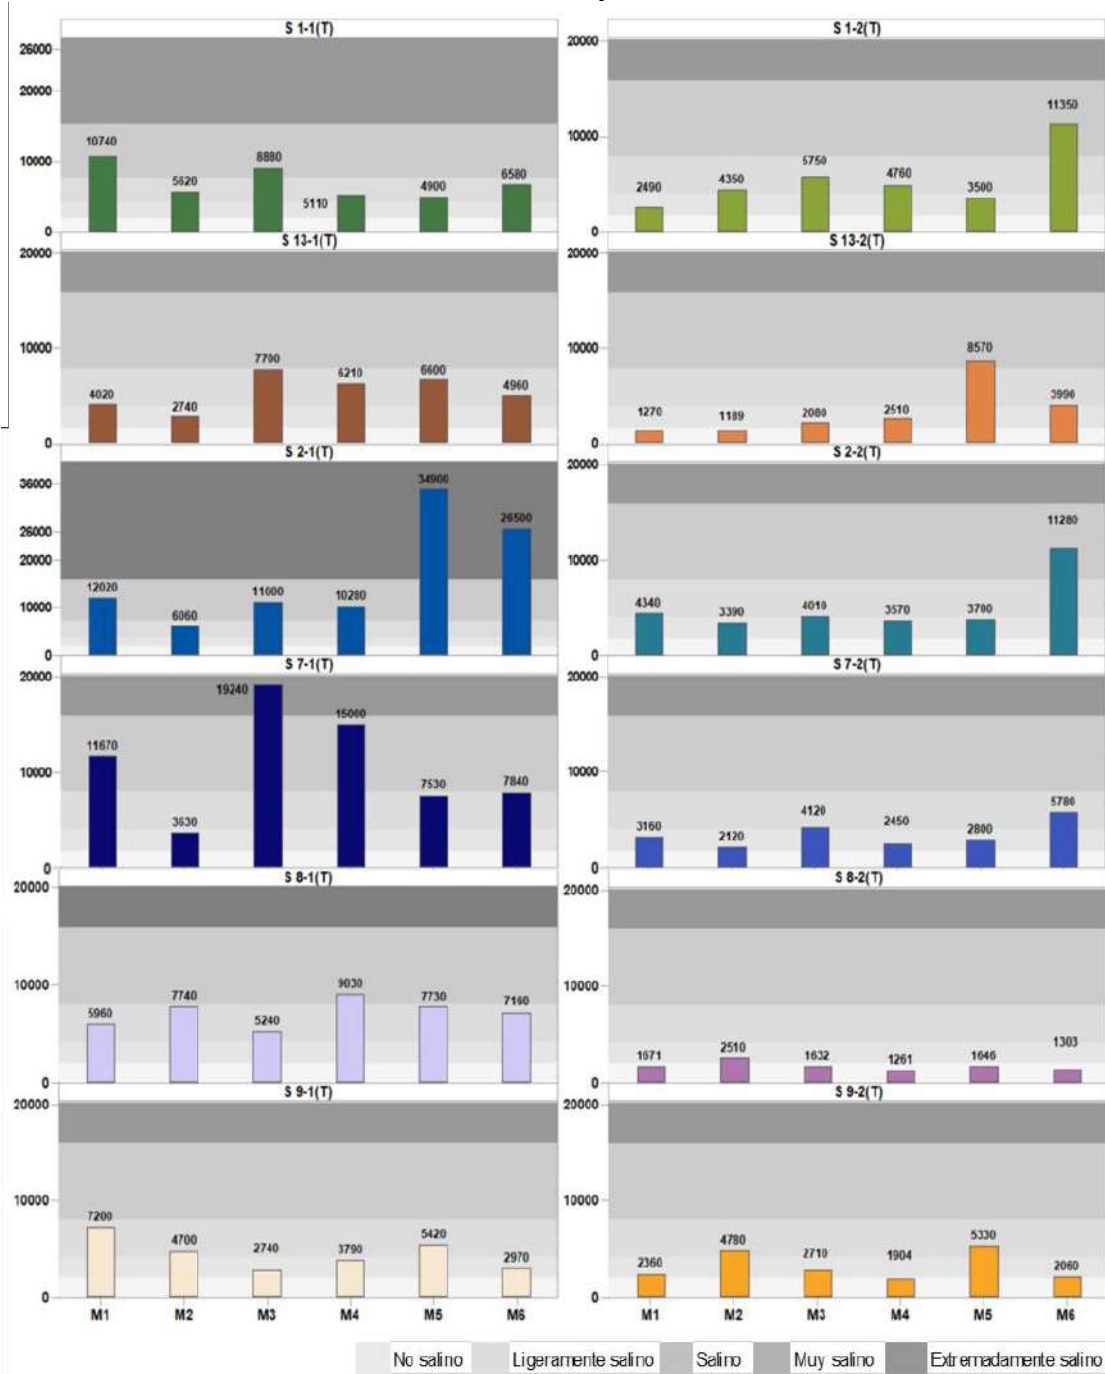 S 1-1(T)
26000
20000
10000
0
10740 5620 8880 5110 4900 6580
S 1-2(T)
20000
10000
0
2490 4350 5750 4760 3500 11350
S 13-1(T)
20000
10000
0
4020 2740 7700 6210 6600 4960
S 13-2(T)
20000
10000
0
1270 1189 2080 2510 8570 3990
S 2-1(T)
36000
26000
20000
10000
0
12020 6060 11000 10280 34900 26500
S 2-2(T)
20000
10000
0
4340 3390 4010 3570 3700 11280
S 7-1(T)
20000
10000
0
11670 3630 19240 15000 7530 7840
S 7-2(T)
20000
10000
0
3160 2120 4120 2450 2800 5780
S 8-1(T)
20000
10000
0
5960 7740 5240 9030 7730 7160
S 8-2(T)
20000
10000
0
1671 2510 1632 1261 1646 1303
S 9-1(T)
20000
10000
0
7200 4700 2740 3790 5420 2970
M1 M2 M3 M4 M5 M6
S 9-2(T)
20000
10000
0
2360 4780 2710 1904 5330 2060
M1 M2 M3 M4 M5 M6
No salino Ligeramente salino Salino Muy salino Extremadamente salino